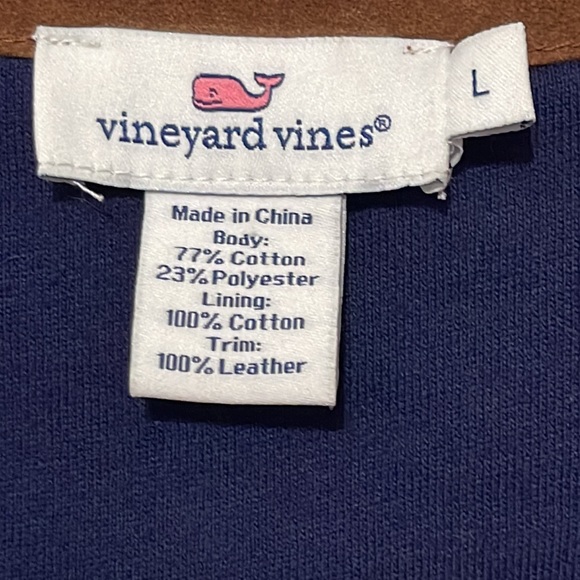 vineyard vines®
L
Made in China
Body:
77% Cotton
23% Polyester
Lining:
100% Cotton
Trim:
100% Leather